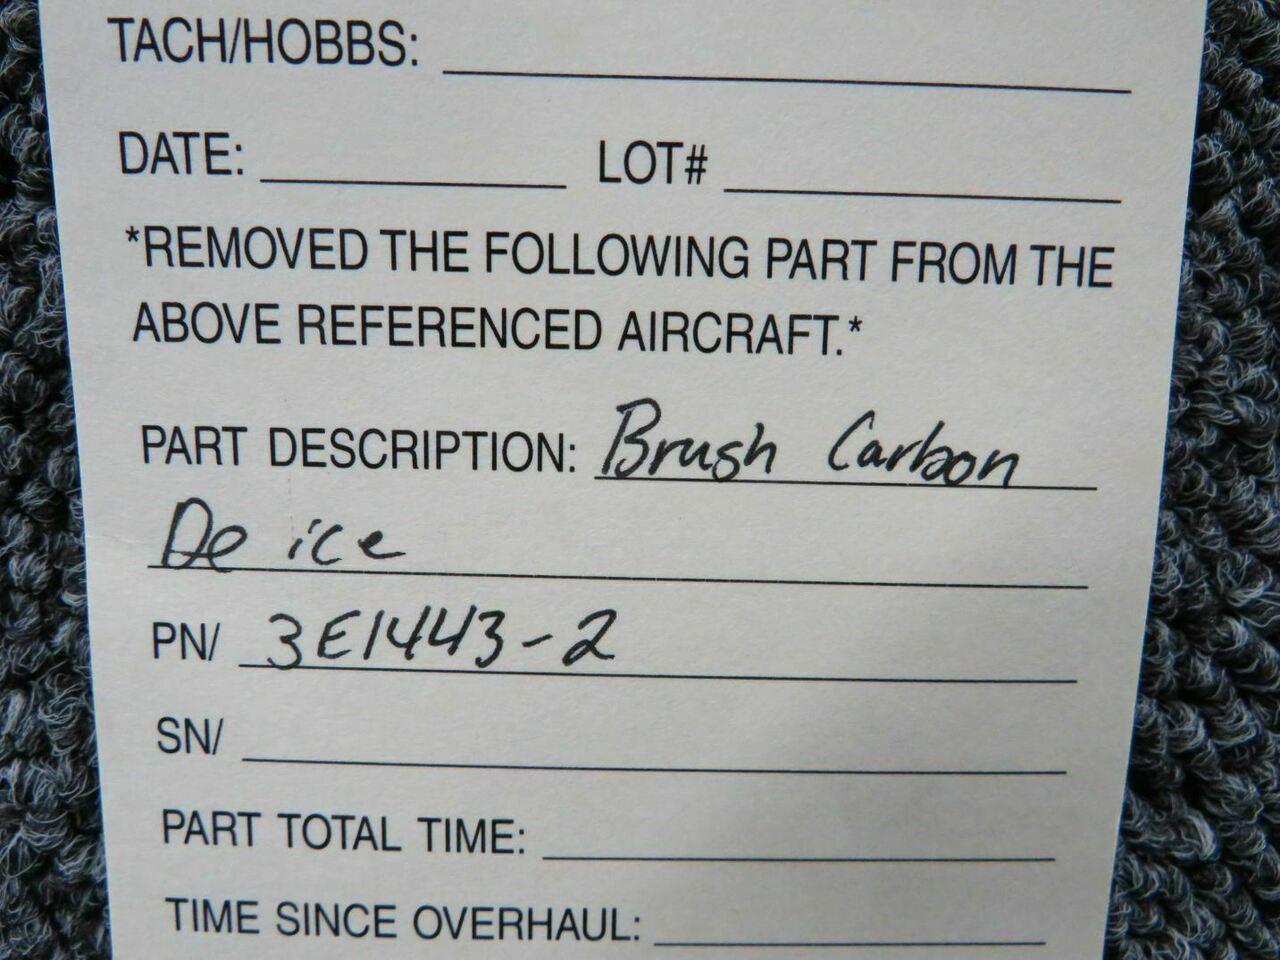 TACH/HOBBS:
DATE: LOT#
*REMOVED THE FOLLOWING PART FROM THE
ABOVE REFERENCED AIRCRAFT.*
PART DESCRIPTION: Brush Carbon
De ice
PN/ 3E1443-2
SN/
PART TOTAL TIME:
TIME SINCE OVERHAUL: